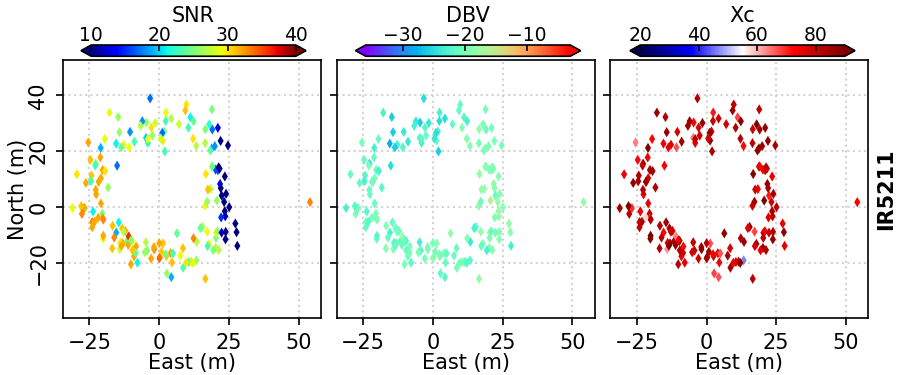 SNR DBV Xc
10 20 30 40 −30 −20 −10 20 40 60 80
North (m)
40
20
0
−20
IR5211
−25 0 25 50 −25 0 25 50 −25 0 25 50
East (m) East (m) East (m)